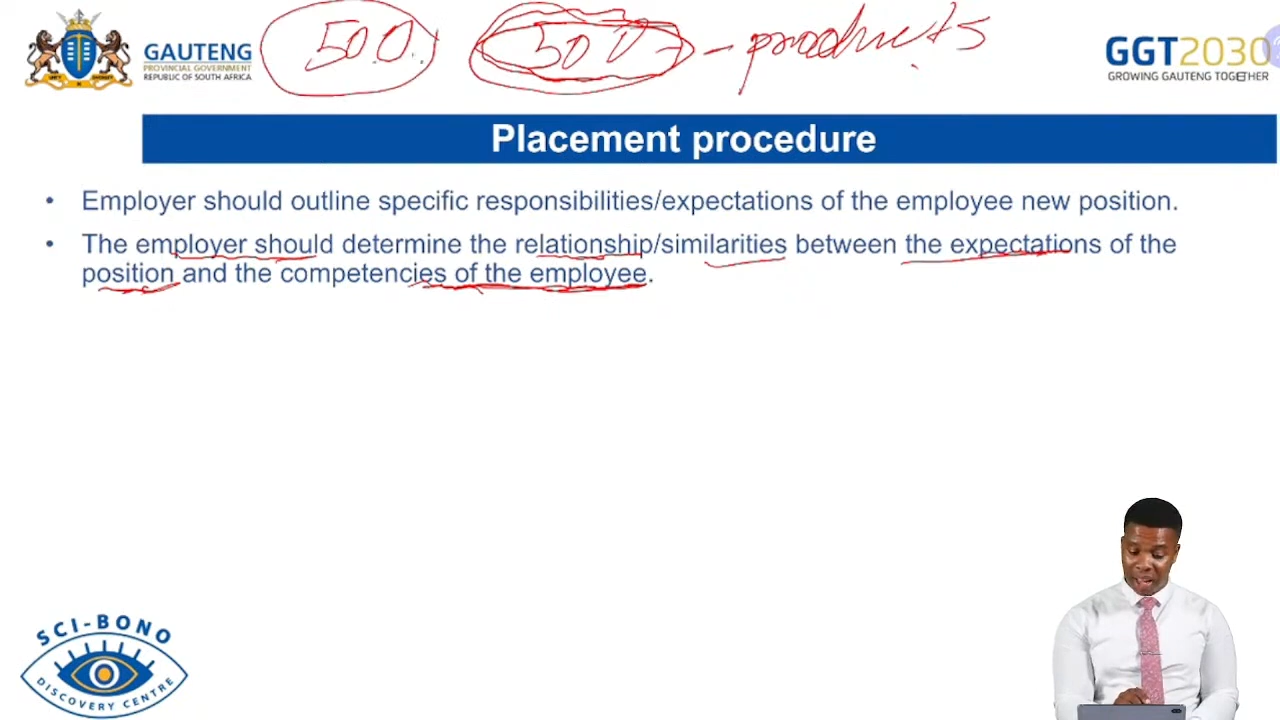 GAUTENG
PROVINCIAL GOVERNMENT
REPUBLIC OF SOUTH AFRICA
500
500 - products
GGT2030
GROWING GAUTENG TOGETHER
Placement procedure
• Employer should outline specific responsibilities/expectations of the employee new position.
• The employer should determine the relationship/similarities between the expectations of the
position and the competencies of the employee.
SCI-BONO
DISCOVERY CENTRE